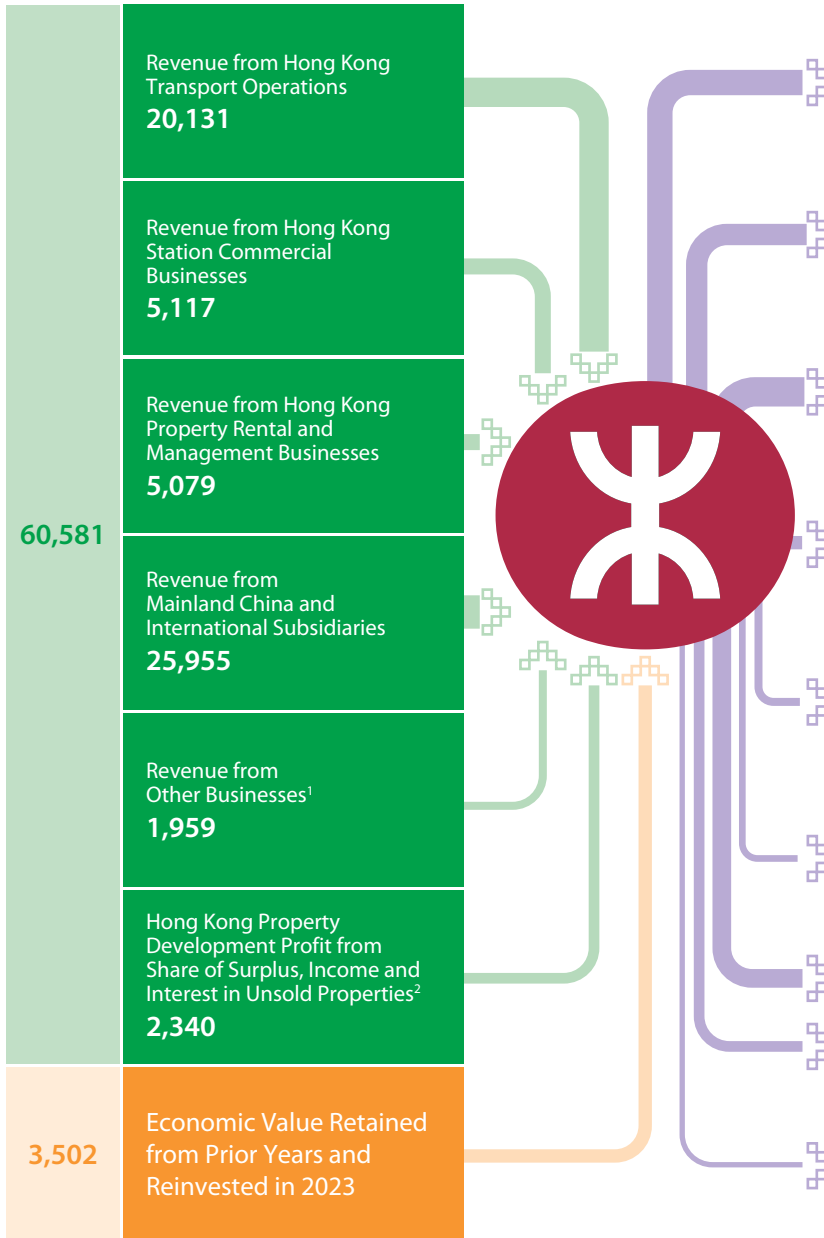 Revenue from Hong Kong
Transport Operations
20,131
Revenue from Hong Kong
Station Commercial
Businesses
5,117
Revenue from Hong Kong
Property Rental and
Management Businesses
5,079
60,581
Revenue from
Mainland China and
International Subsidiaries
25,955
Revenue from
Other Businesses¹
1,959
Hong Kong Property
Development Profit from
Share of Surplus, Income and
Interest in Unsold Properties²
2,340
3,502
Economic Value Retained
from Prior Years and
Reinvested in 2023